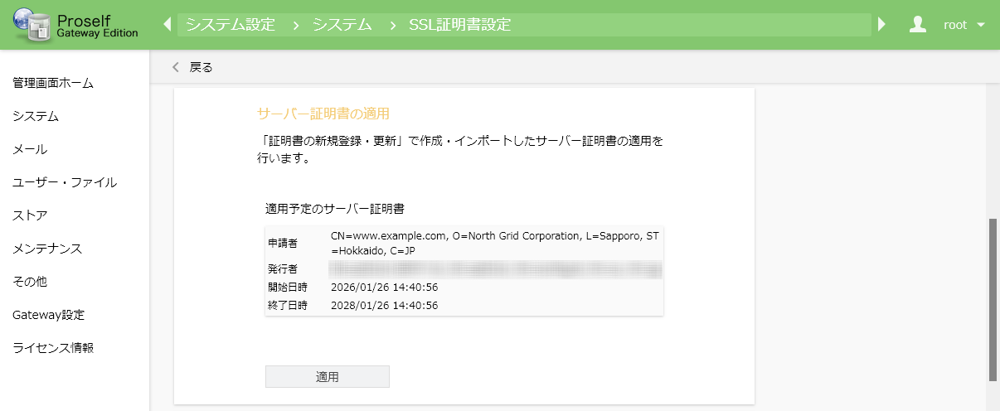 Proself
Gateway Edition
システム設定 > システム > SSL証明書設定
root
戻る
管理画面ホーム
システム
メール
ユーザー・ファイル
ストア
メンテナンス
その他
Gateway設定
ライセンス情報
サーバー証明書の適用
「証明書の新規登録・更新」で作成・インポートしたサーバー証明書の適用を
行います。
適用予定のサーバー証明書
申請者 CN=www.example.com, O=North Grid Corporation, L=Sapporo, ST
=Hokkaido, C=JP
発行者
開始日時 2026/01/26 14:40:56
終了日時 2028/01/26 14:40:56
適用